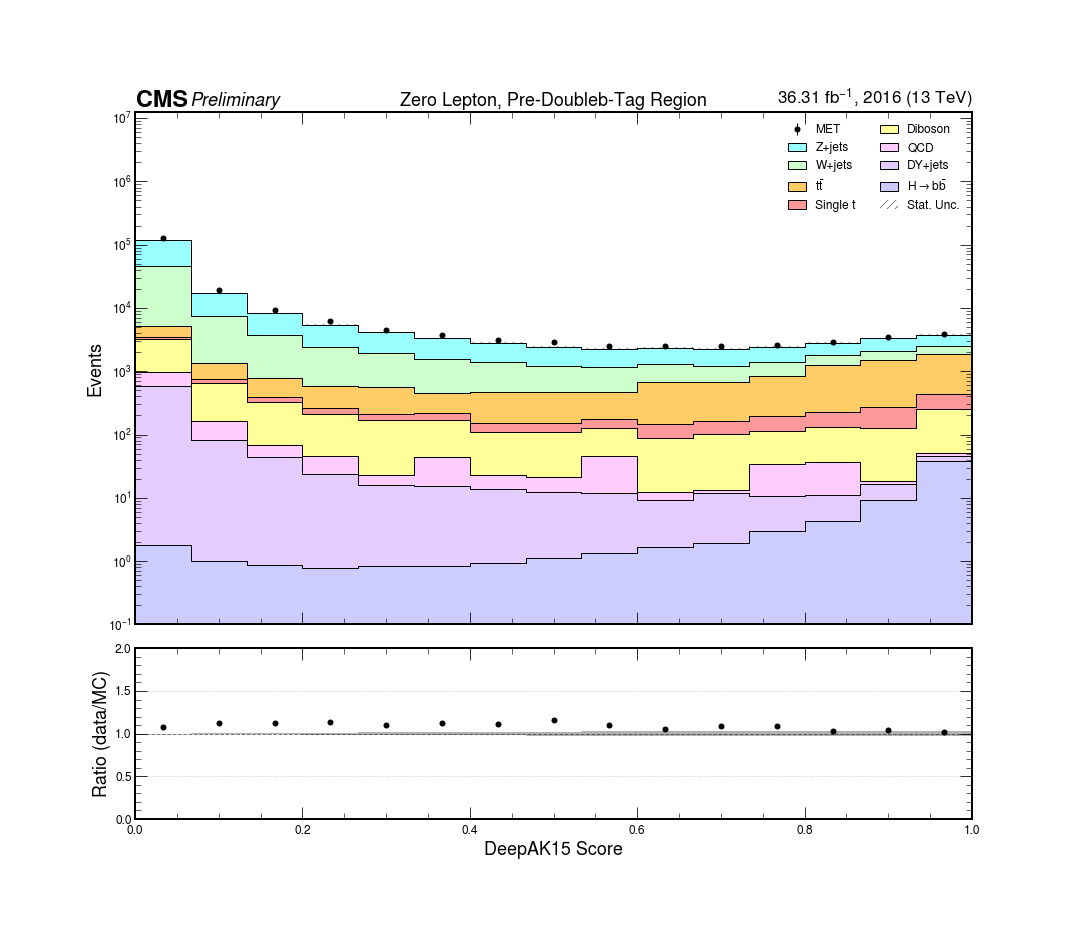 CMS Preliminary Zero Lepton, Pre-Doubleb-Tag Region 36.31 fb⁻¹, 2016 (13 TeV)
MET Diboson
Z+jets QCD
W+jets DY+jets
tt̄ H→bb̄
Single t Stat. Unc.
Events
10⁷
10⁶
10⁵
10⁴
10³
10²
10¹
10⁰
10⁻¹
Ratio (data/MC)
2.0
1.5
1.0
0.5
0.0
0.0 0.2 0.4 0.6 0.8 1.0
DeepAK15 Score